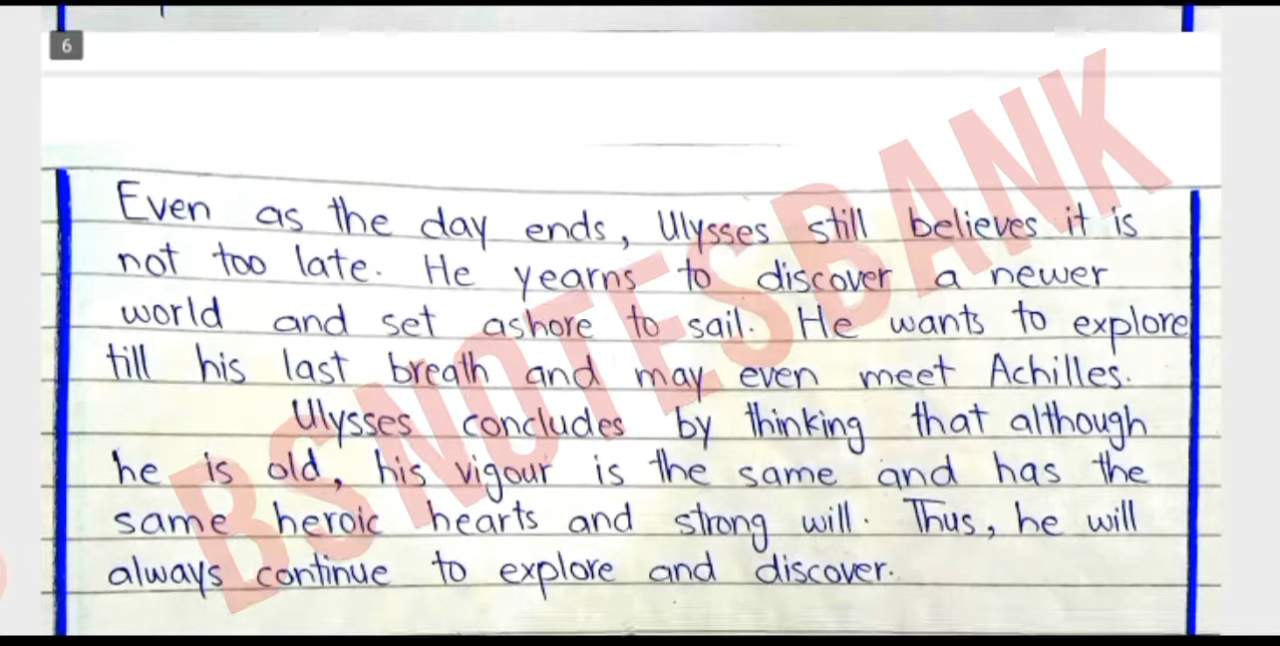 6
Even as the day ends, Ulysses still believes it is
not too late. He yearns to discover a newer
world and set ashore to sail. He wants to explore
till his last breath and may even meet Achilles.
Ulysses concludes by thinking that although
he is old, his vigour is the same and has the
same heroic hearts and strong will. Thus, he will
always continue to explore and discover.
BSNOTESBANK